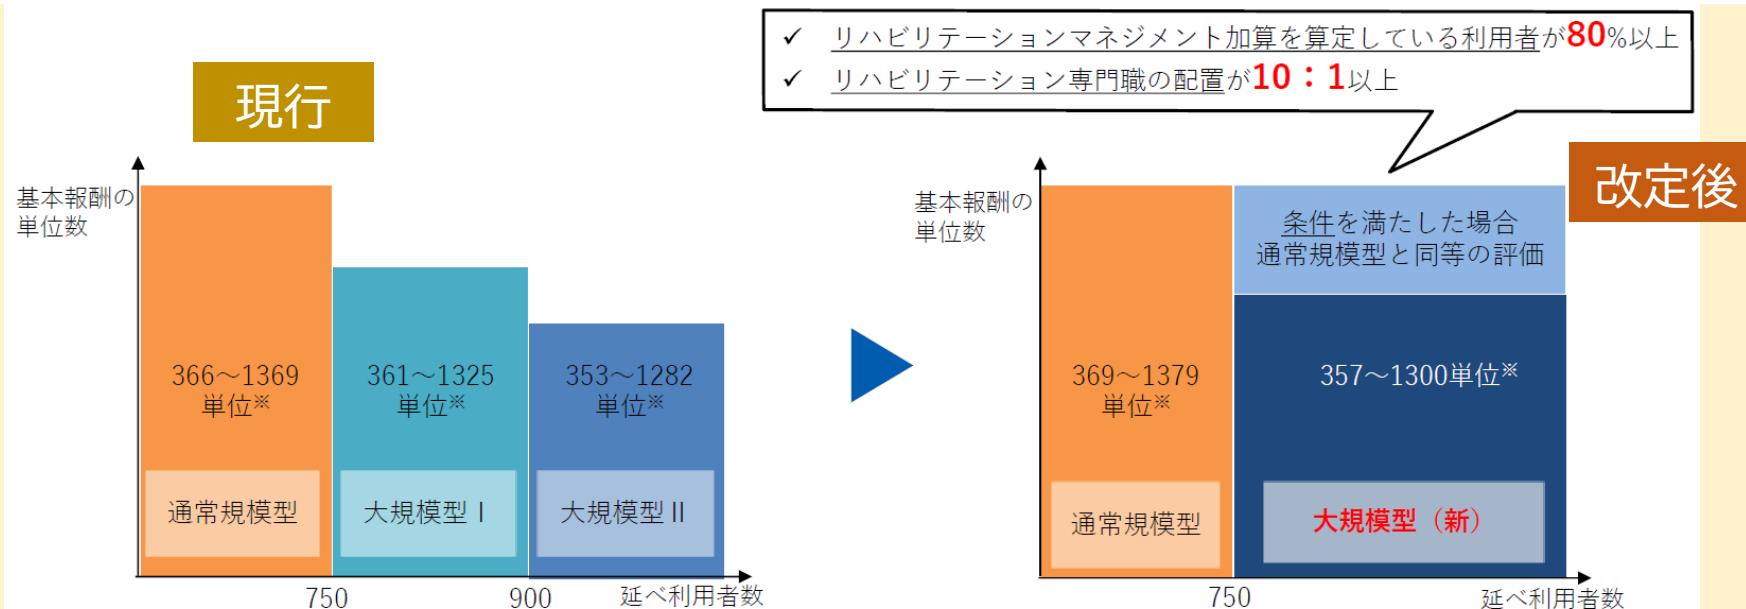 ✓ リハビリテーションマネジメント加算を算定している利用者が80%以上
✓ リハビリテーション専門職の配置が10：1以上
現行
基本報酬の
単位数
366～1369
単位※
361～1325
単位※
353～1282
単位※
通常規模型
大規模型Ⅰ
大規模型Ⅱ
750
900
延べ利用者数
改定後
基本報酬の
単位数
条件を満たした場合
通常規模型と同等の評価
369～1379
単位※
357～1300単位※
通常規模型
大規模型（新）
750
延べ利用者数